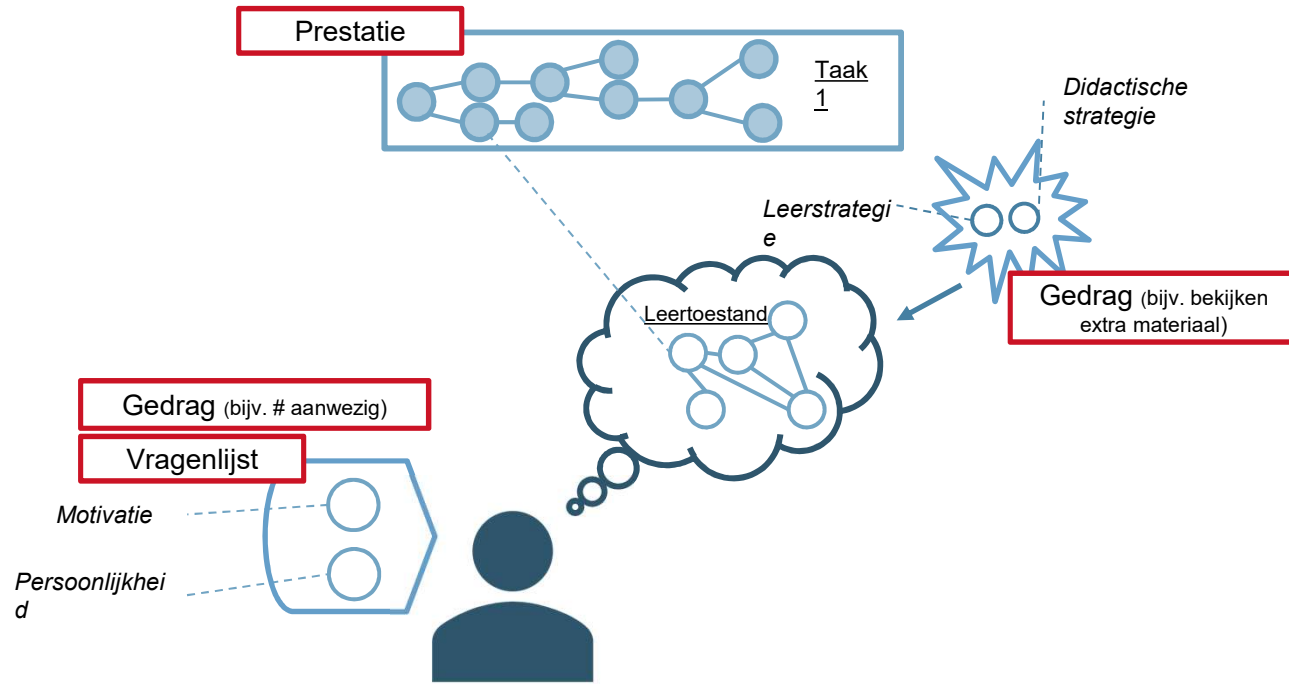 Prestatie
Taak
1
Didactische
strategie
Leerstrategi
e
Gedrag (bijv. bekijken
extra materiaal)
Leertoestand
Gedrag (bijv. # aanwezig)
Vragenlijst
Motivatie
Persoonlijkhei
d